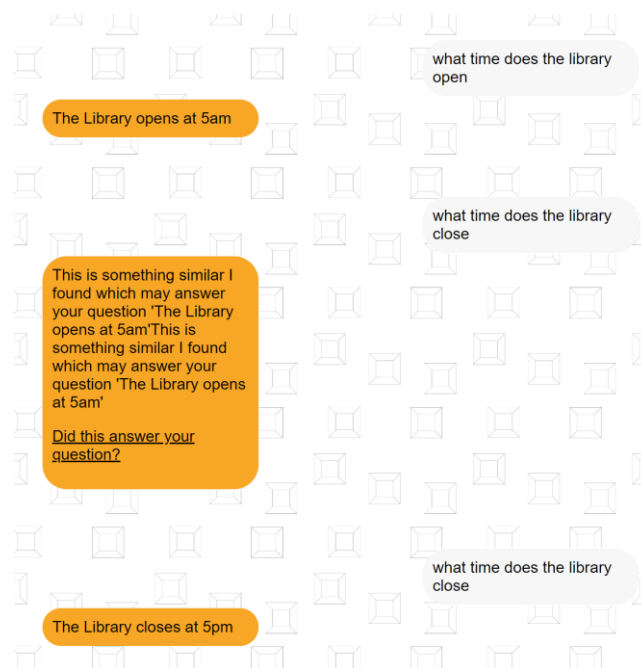 what time does the library
open
The Library opens at 5am
what time does the library
close
This is something similar I
found which may answer
your question 'The Library
opens at 5am'This is
something similar I found
which may answer your
question 'The Library opens
at 5am'
Did this answer your
question?
what time does the library
close
The Library closes at 5pm